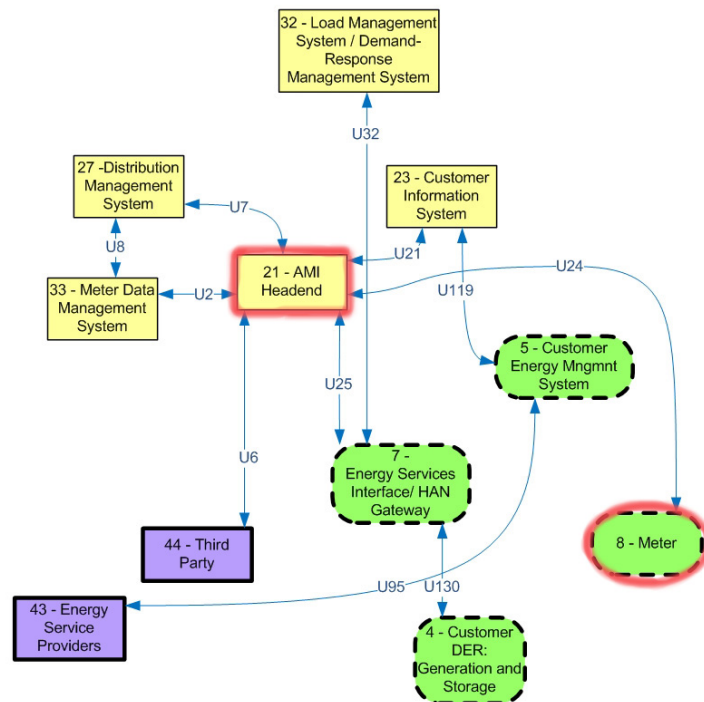 32 - Load Management
System / Demand-
Response
Management System
U32
27 -Distribution
Management
System
23 - Customer
Information
System
U7
U8
U21
21 - AMI
Headend
U24
33 - Meter Data
Management
System
U2
U119
5 - Customer
Energy Mngmnt
System
U25
U6
7 -
Energy Services
Interface/ HAN
Gateway
44 - Third
Party
8 - Meter
U95
U130
43 - Energy
Service
Providers
4 - Customer
DER:
Generation and
Storage